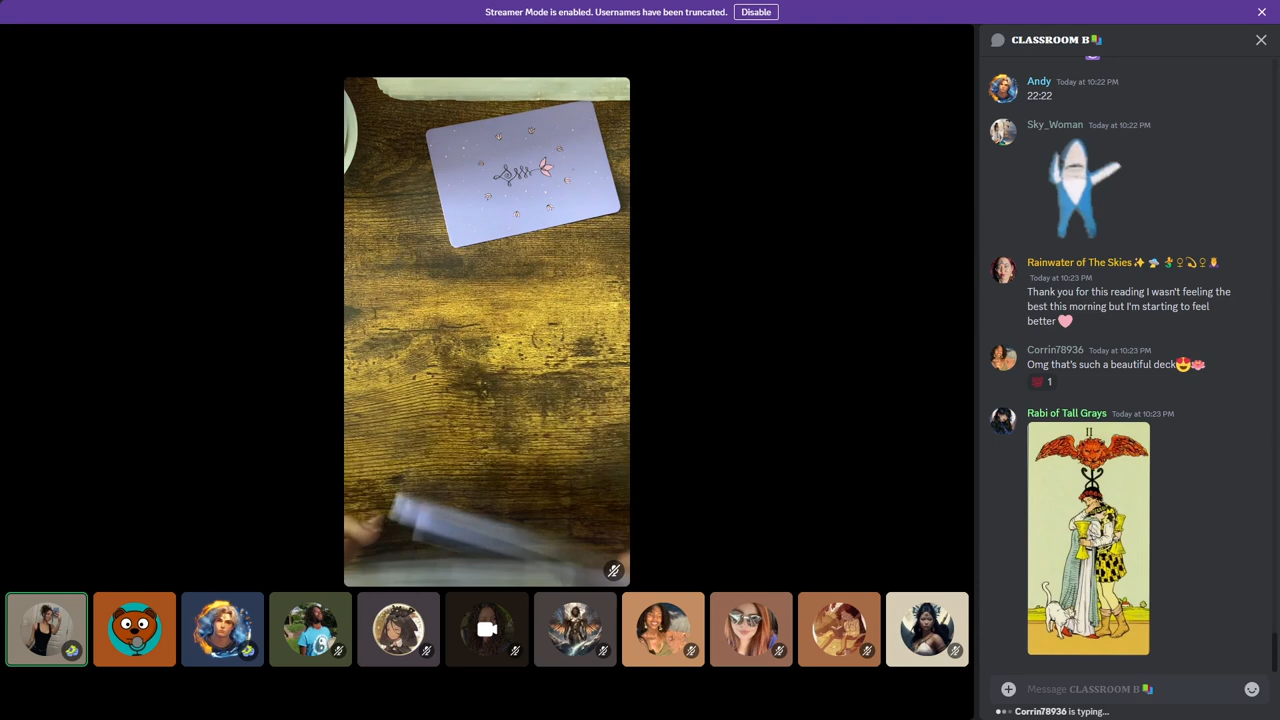 Streamer Mode is enabled. Usernames have been truncated.
Disable
CLASSROOM B
Andy Today at 10:22 PM
22:22
Sky_Woman Today at 10:22 PM
Rainwater of The Skies
Today at 10:23 PM
Thank you for this reading I wasn't feeling the
best this morning but I'm starting to feel
better
Corrin78936 Today at 10:23 PM
Omg that's such a beautiful deck
1
Rabi of Tall Grays Today at 10:23 PM
II
Message CLASSROOM B
Corrin78936 is typing...